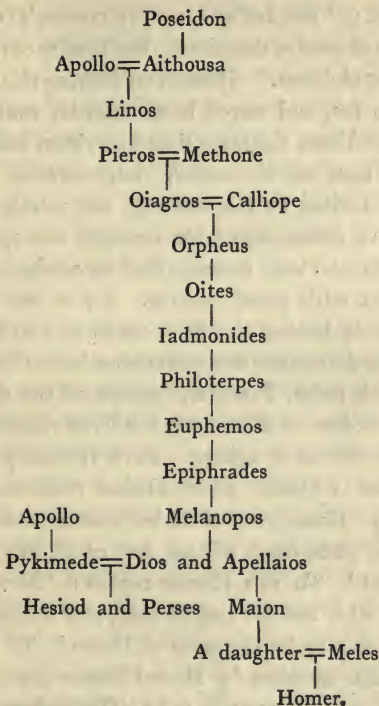 Poseidon
Apollo=Aithousa
Linos
Pieros=Methone
Oiagros=Calliope
Orpheus
Oites
Iadmonides
Philoterpes
Euphemos
Epiphrades
Apollo Melanopos
Pykimede=Dios and Apellaios
Hesiod and Perses Maion
A daughter=Meles
Homer.